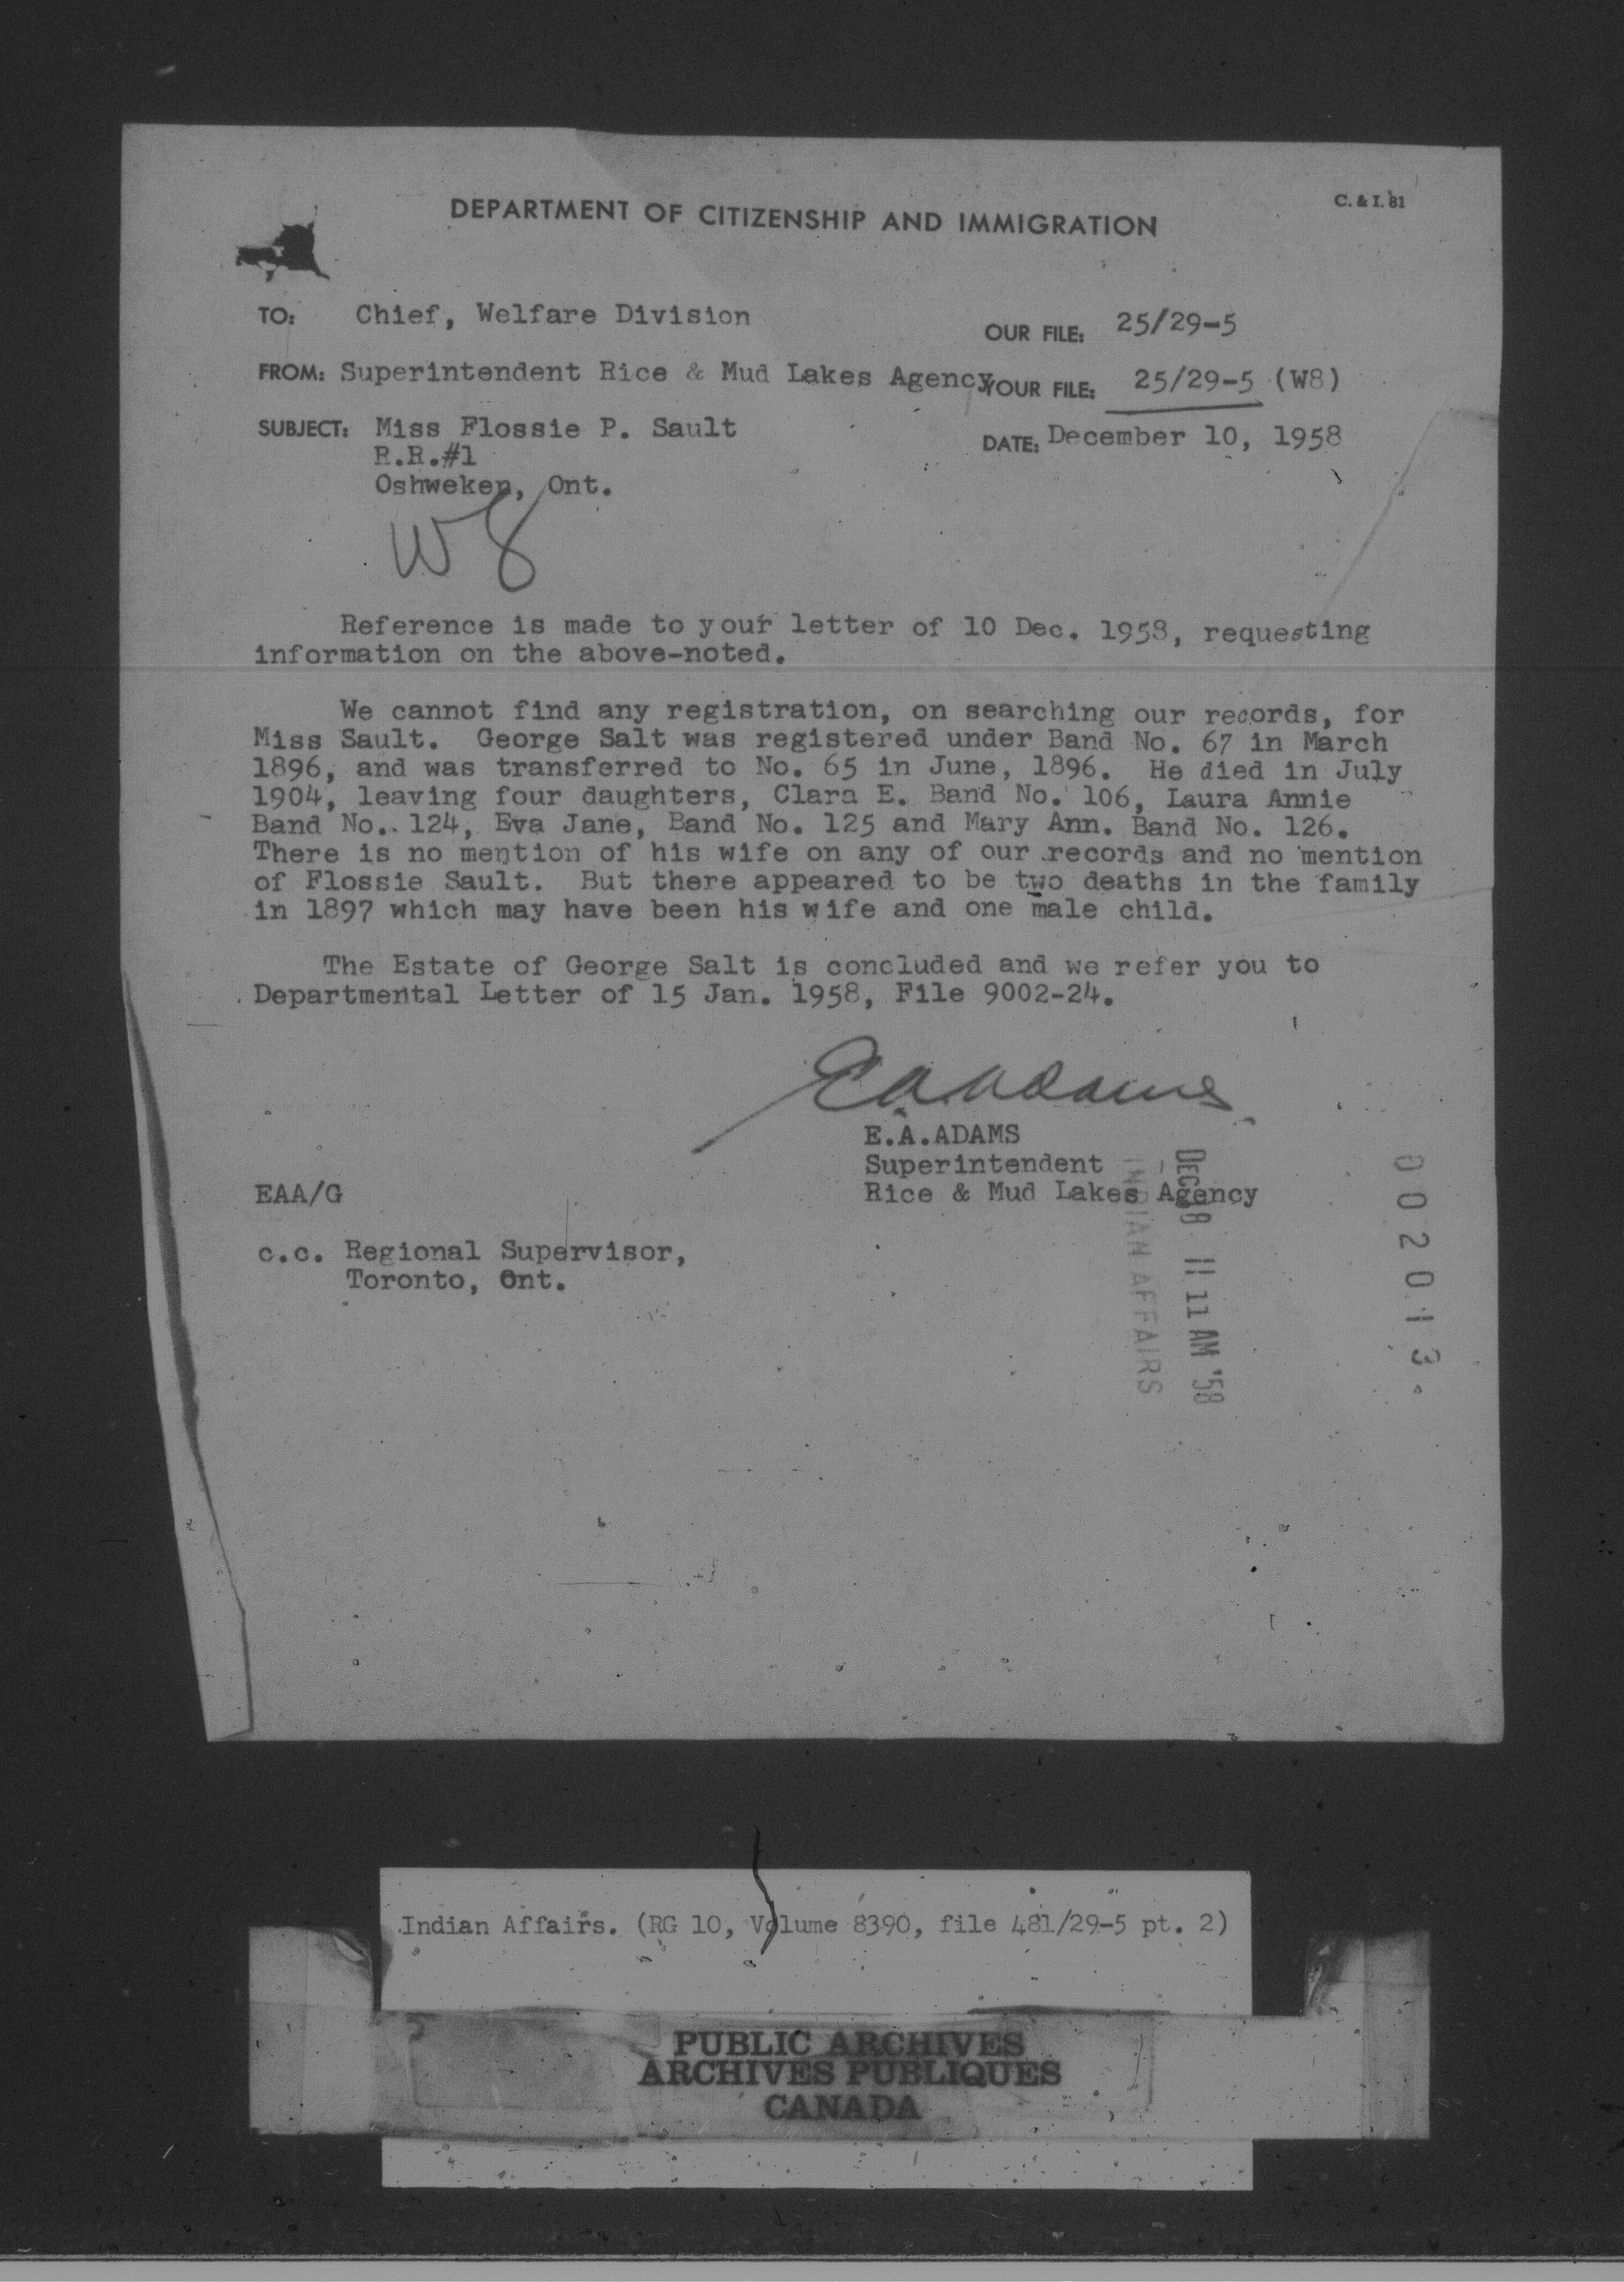 C. & I. 81
DEPARTMENT OF CITIZENSHIP AND IMMIGRATION
TO: Chief, Welfare Division
OUR FILE: 25/29-5
FROM: Superintendent Rice & Mud Lakes Agency
YOUR FILE: 25/29-5 (W8)
SUBJECT: Miss Flossie P. Sault
DATE: December 10, 1958
R.R.#1
Oshweken, Ont.
W8
Reference is made to your letter of 10 Dec. 1958, requesting
information on the above-noted.
We cannot find any registration, on searching our records, for
Miss Sault. George Salt was registered under Band No. 67 in March
1896, and was transferred to No. 65 in June, 1896. He died in July
1904, leaving four daughters, Clara E. Band No. 106, Laura Annie
Band No. 124, Eva Jane, Band No. 125 and Mary Ann. Band No. 126.
There is no mention of his wife on any of our records and no mention
of Flossie Sault. But there appeared to be two deaths in the family
in 1897 which may have been his wife and one male child.
The Estate of George Salt is concluded and we refer you to
Departmental Letter of 15 Jan. 1958, File 9002-24.
E A Adams
E.A.ADAMS
Superintendent
Rice & Mud Lakes Agency
EAA/G
c.c. Regional Supervisor,
Toronto, Ont.
INDIAN AFFAIRS
DEC 18 11 11 AM '58
002013
Indian Affairs. (RG 10, Volume 8390, file 481/29-5 pt. 2)
PUBLIC ARCHIVES
ARCHIVES PUBLIQUES
CANADA